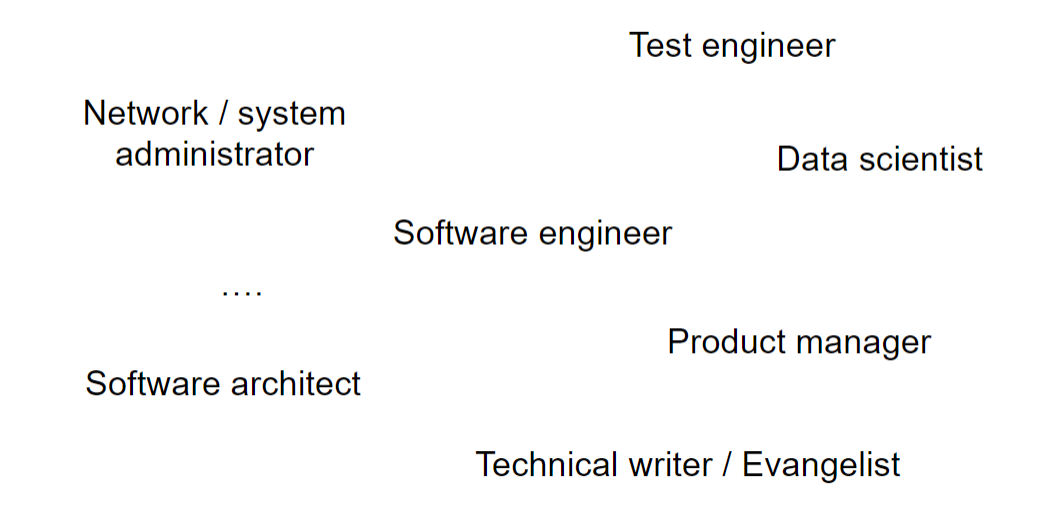 Test engineer
Network / system
administrator
Data scientist
Software engineer
....
Product manager
Software architect
Technical writer / Evangelist